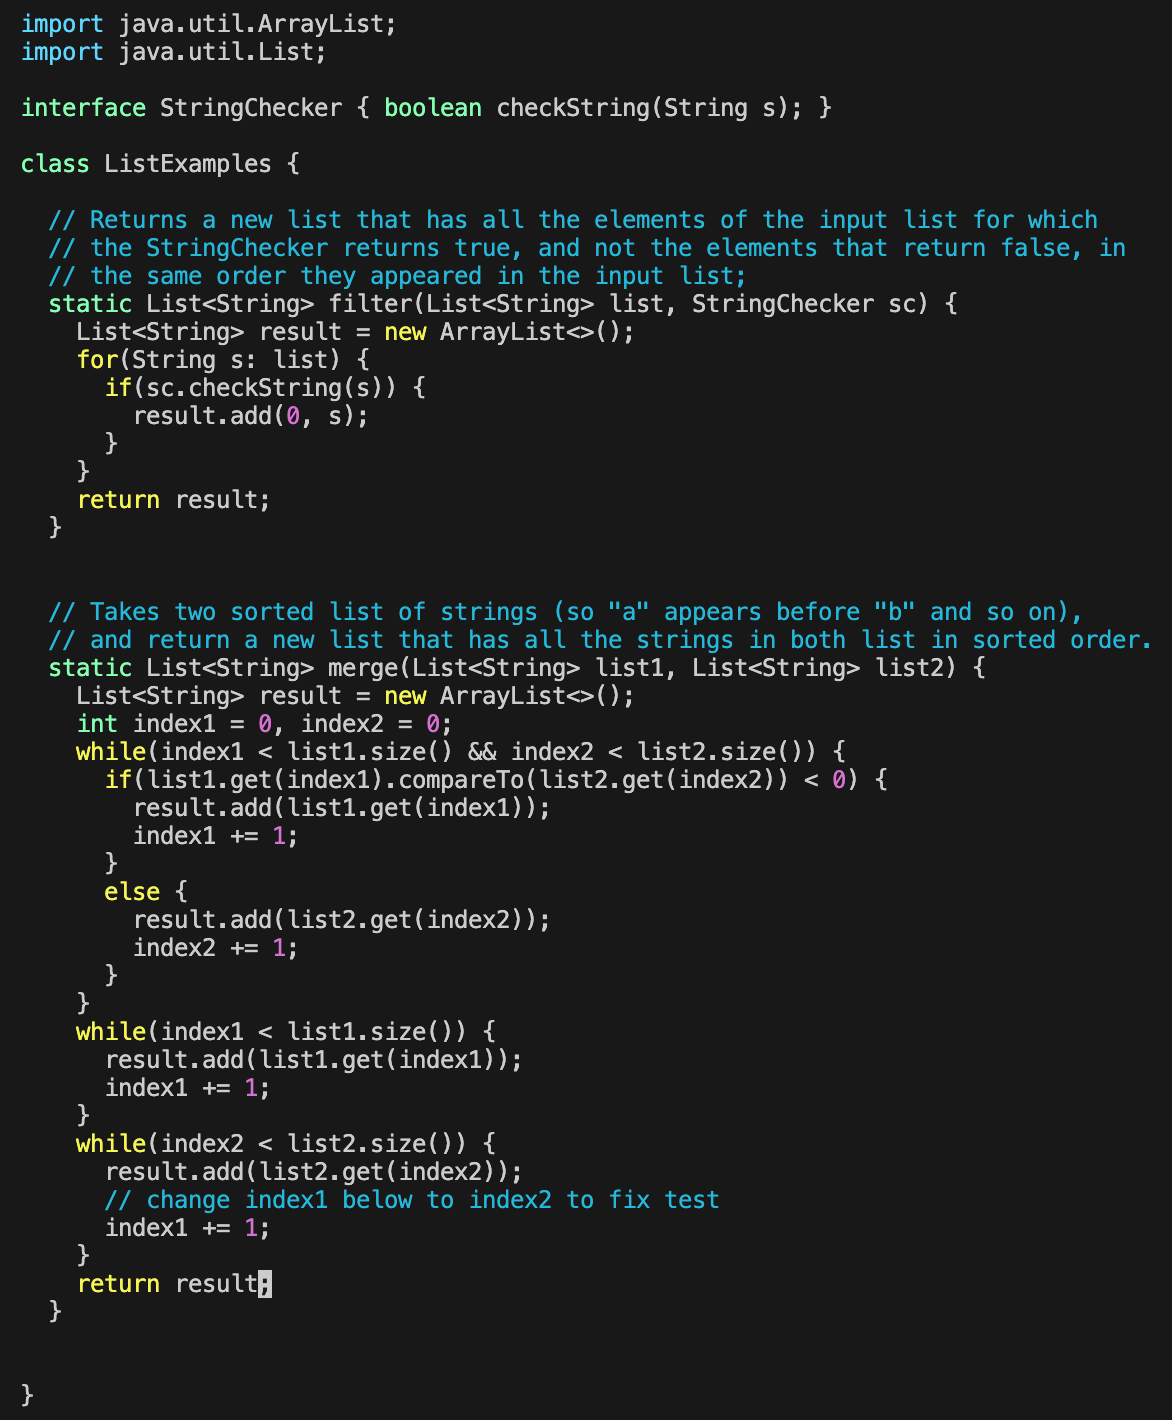 import java.util.ArrayList;
import java.util.List;

interface StringChecker { boolean checkString(String s); }

class ListExamples {

  // Returns a new list that has all the elements of the input list for which
  // the StringChecker returns true, and not the elements that return false, in
  // the same order they appeared in the input list;
  static List<String> filter(List<String> list, StringChecker sc) {
    List<String> result = new ArrayList<>();
    for(String s: list) {
      if(sc.checkString(s)) {
        result.add(0, s);
      }
    }
    return result;
  }


  // Takes two sorted list of strings (so "a" appears before "b" and so on),
  // and return a new list that has all the strings in both list in sorted order.
  static List<String> merge(List<String> list1, List<String> list2) {
    List<String> result = new ArrayList<>();
    int index1 = 0, index2 = 0;
    while(index1 < list1.size() && index2 < list2.size()) {
      if(list1.get(index1).compareTo(list2.get(index2)) < 0) {
        result.add(list1.get(index1));
        index1 += 1;
      }
      else {
        result.add(list2.get(index2));
        index2 += 1;
      }
    }
    while(index1 < list1.size()) {
      result.add(list1.get(index1));
      index1 += 1;
    }
    while(index2 < list2.size()) {
      result.add(list2.get(index2));
      // change index1 below to index2 to fix test
      index1 += 1;
    }
    return result;
  }


}